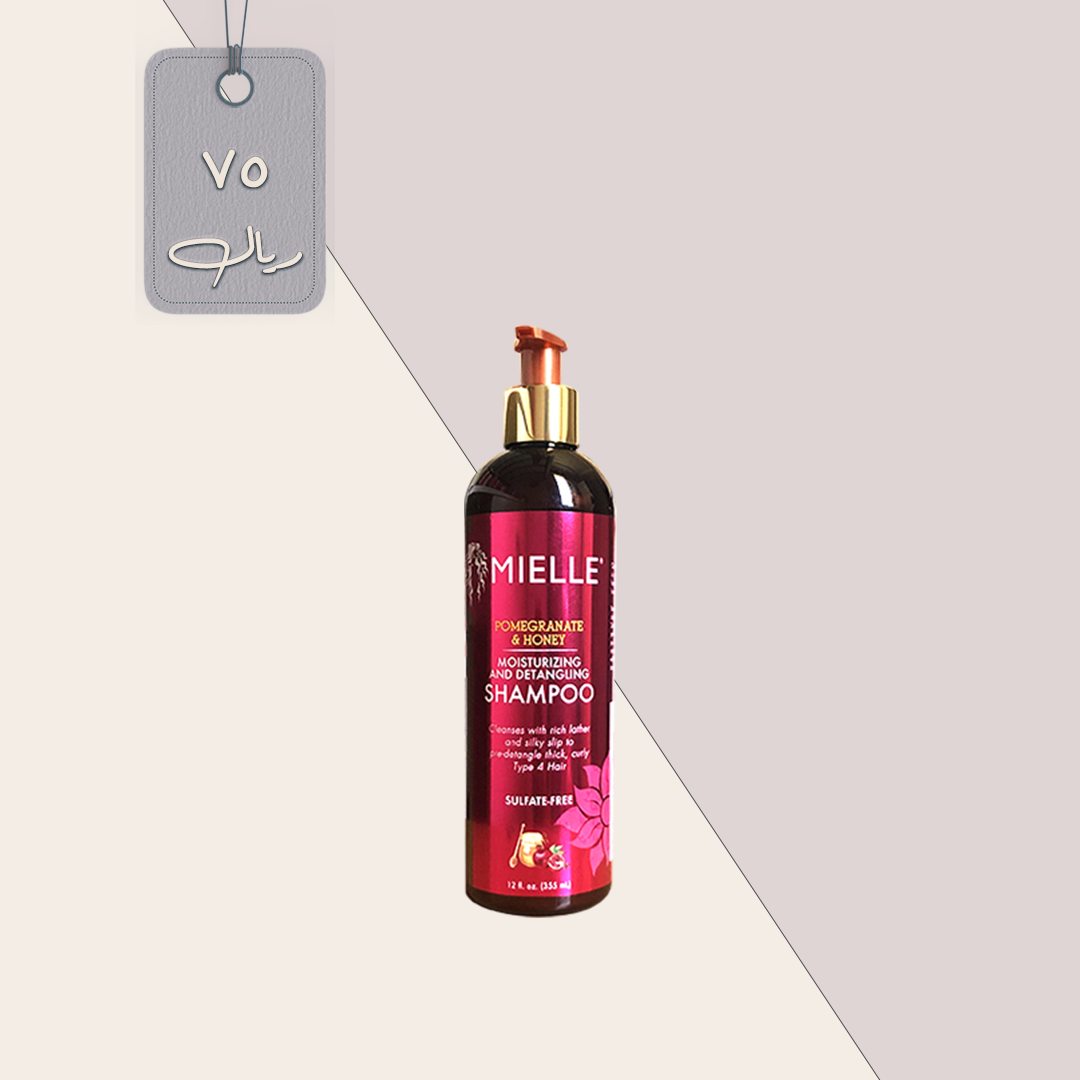 ٧٥
ريال
MIELLE
POMEGRANATE
& HONEY
MOISTURIZING
AND DETANGLING
SHAMPOO
Cleanses with rich lather
and silky slip to
pre-detangle thick, curly
Type 4 Hair
SULFATE-FREE
12 fl. oz. (355 mL)